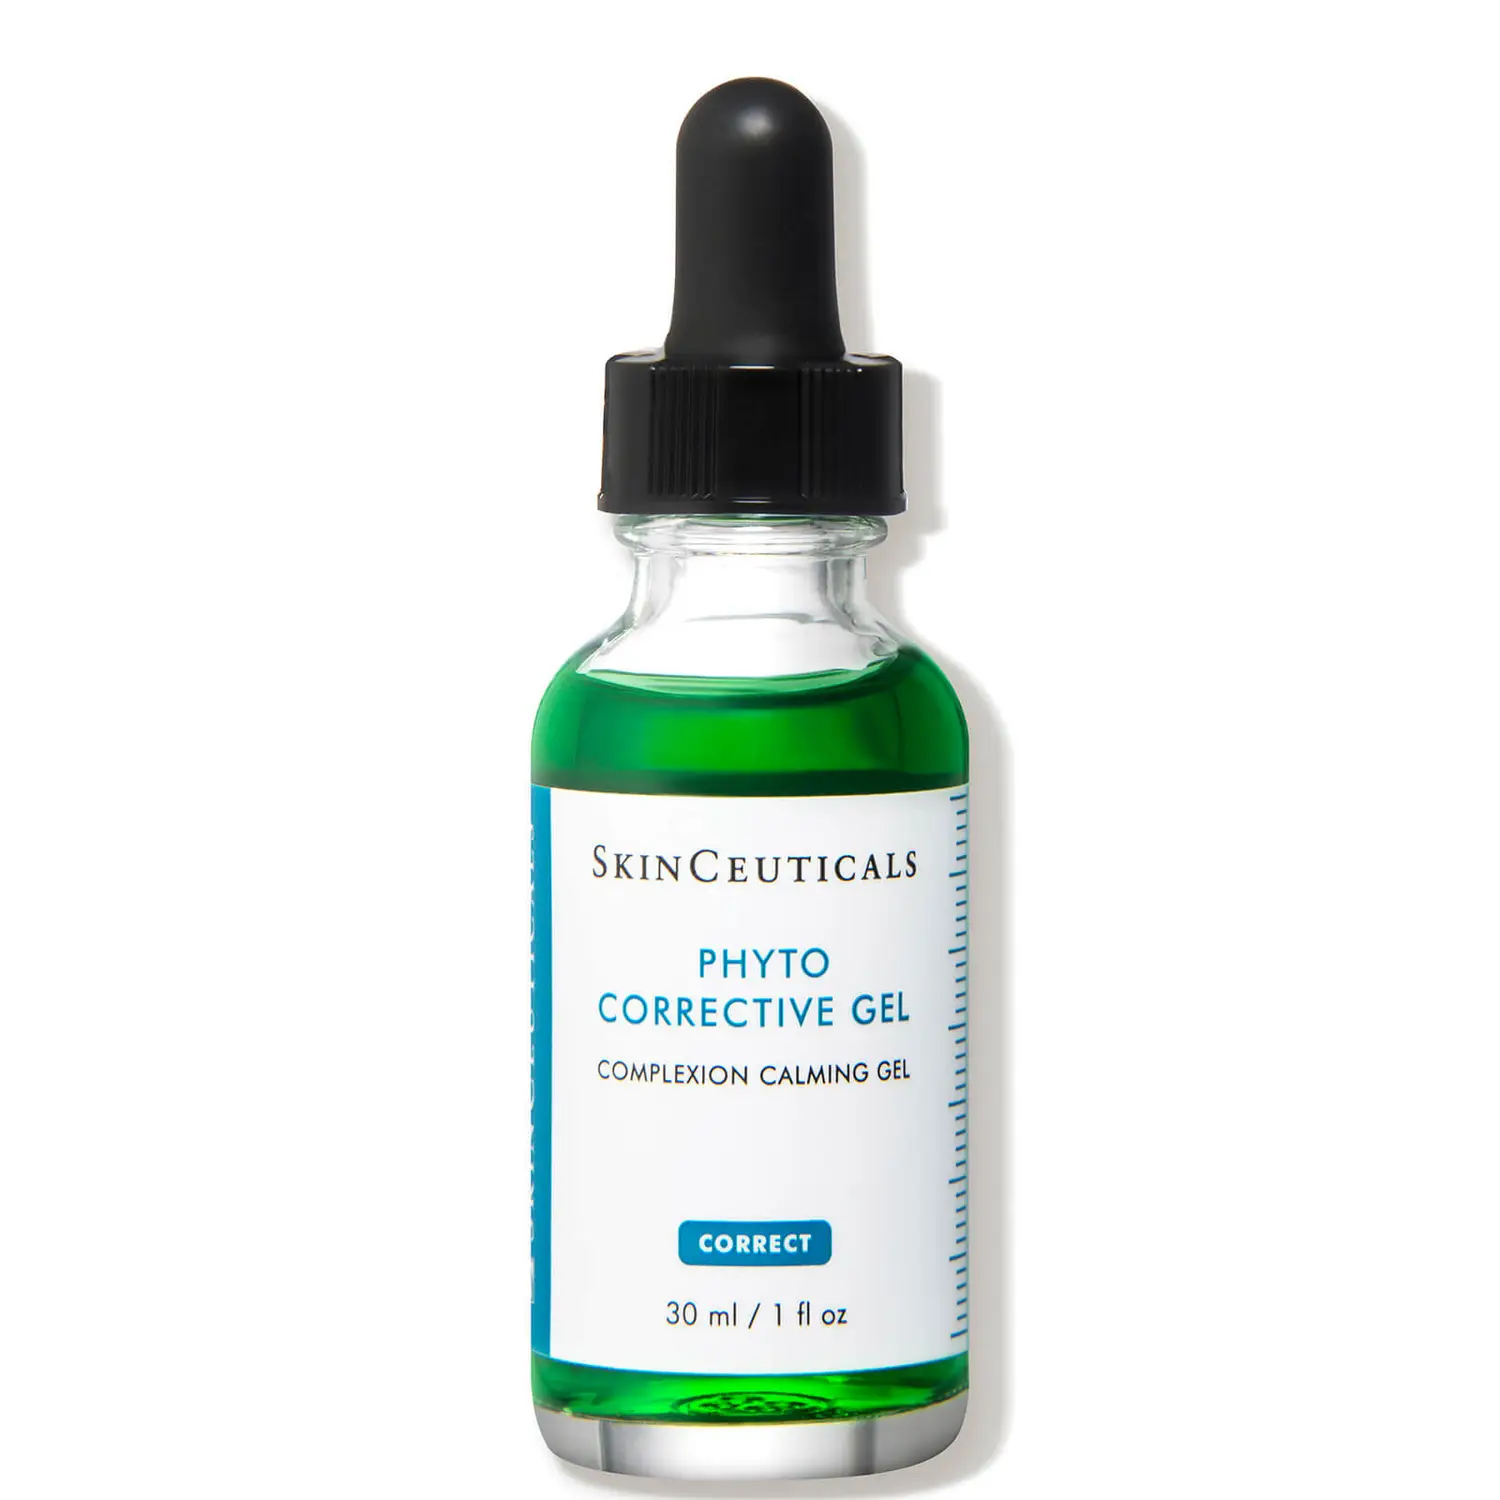 SKINCEUTICALS
PHYTO
CORRECTIVE GEL
COMPLEXION CALMING GEL
CORRECT
30 ml / 1 fl oz